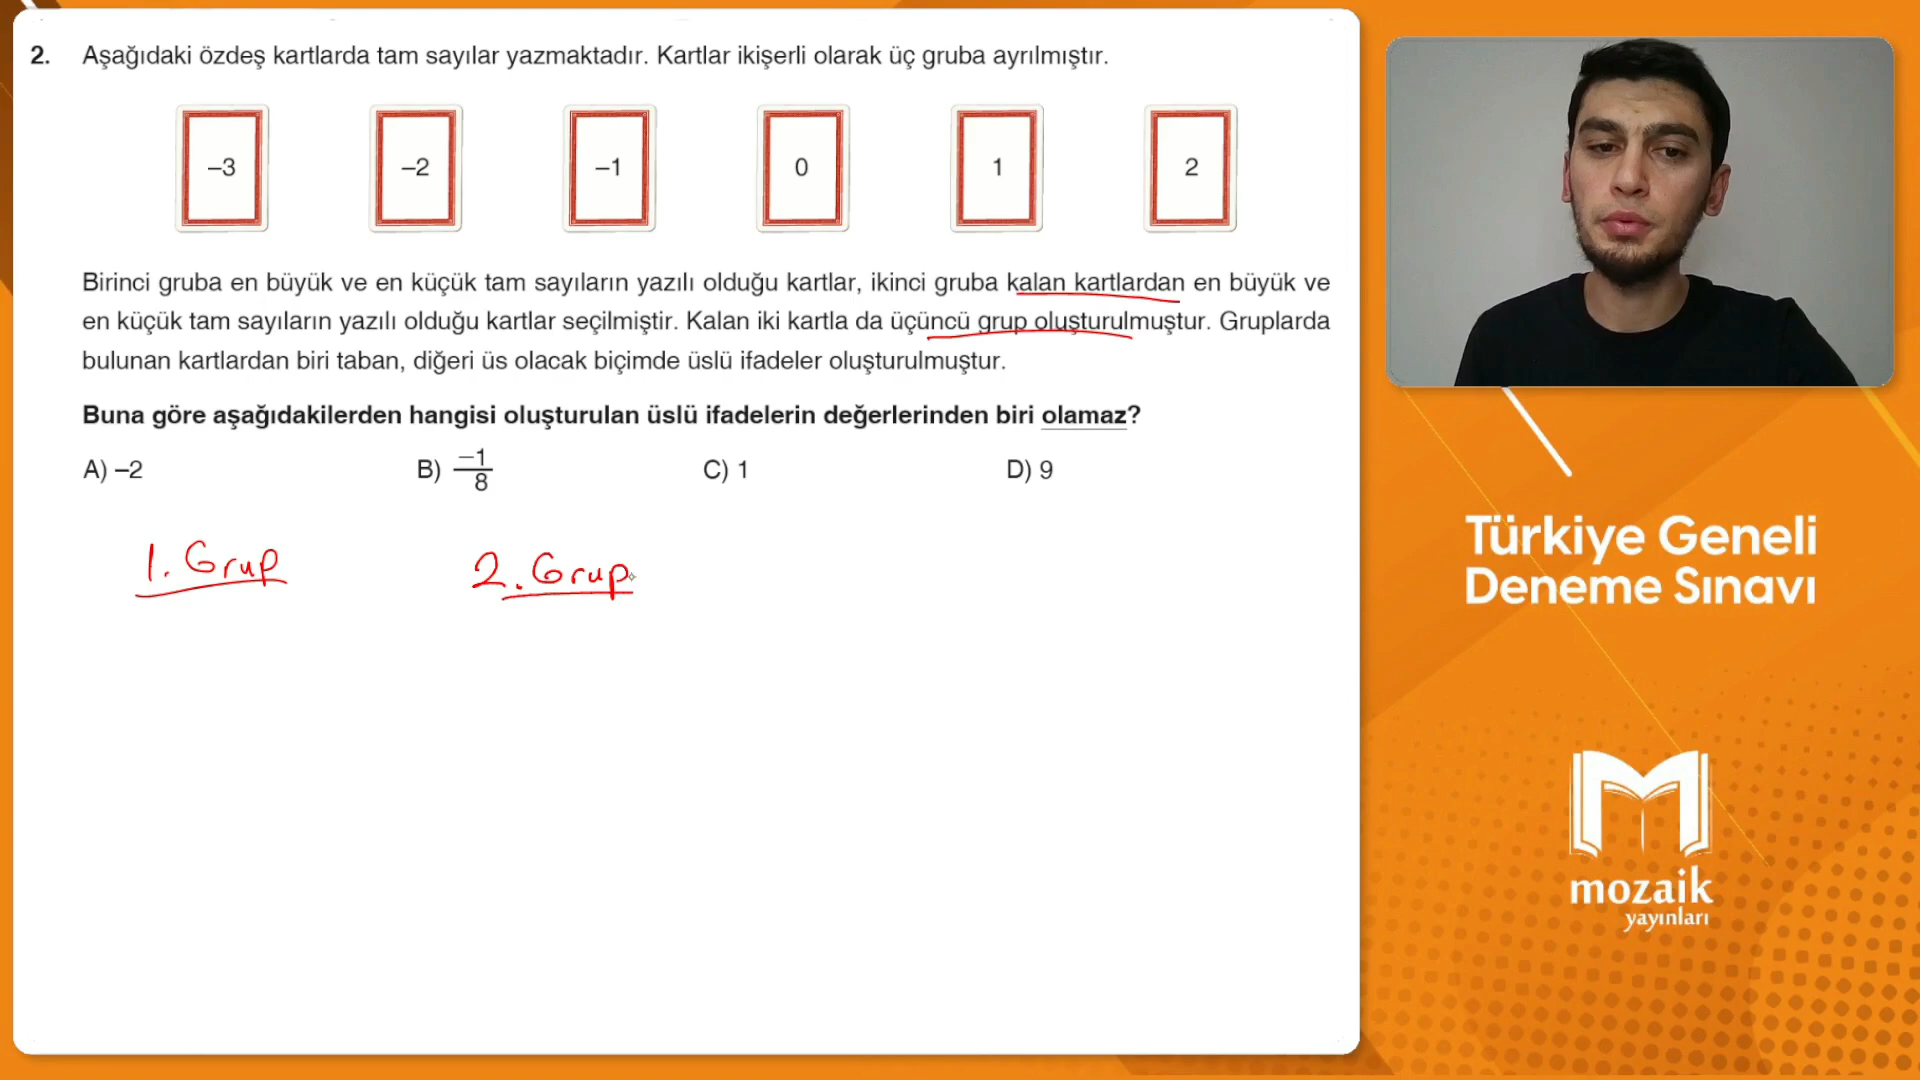 2. Aşağıdaki özdeş kartlarda tam sayılar yazmaktadır. Kartlar ikişerli olarak üç gruba ayrılmıştır.
–3 –2 –1 0 1 2
Birinci gruba en büyük ve en küçük tam sayıların yazılı olduğu kartlar, ikinci gruba kalan kartlardan en büyük ve
en küçük tam sayıların yazılı olduğu kartlar seçilmiştir. Kalan iki kartla da üçüncü grup oluşturulmuştur. Gruplarda
bulunan kartlardan biri taban, diğeri üs olacak biçimde üslü ifadeler oluşturulmuştur.
Buna göre aşağıdakilerden hangisi oluşturulan üslü ifadelerin değerlerinden biri olamaz?
A) –2 B) –1/8 C) 1 D) 9
1. Grup 2. Grup
Türkiye Geneli
Deneme Sınavı
mozaik
yayınları